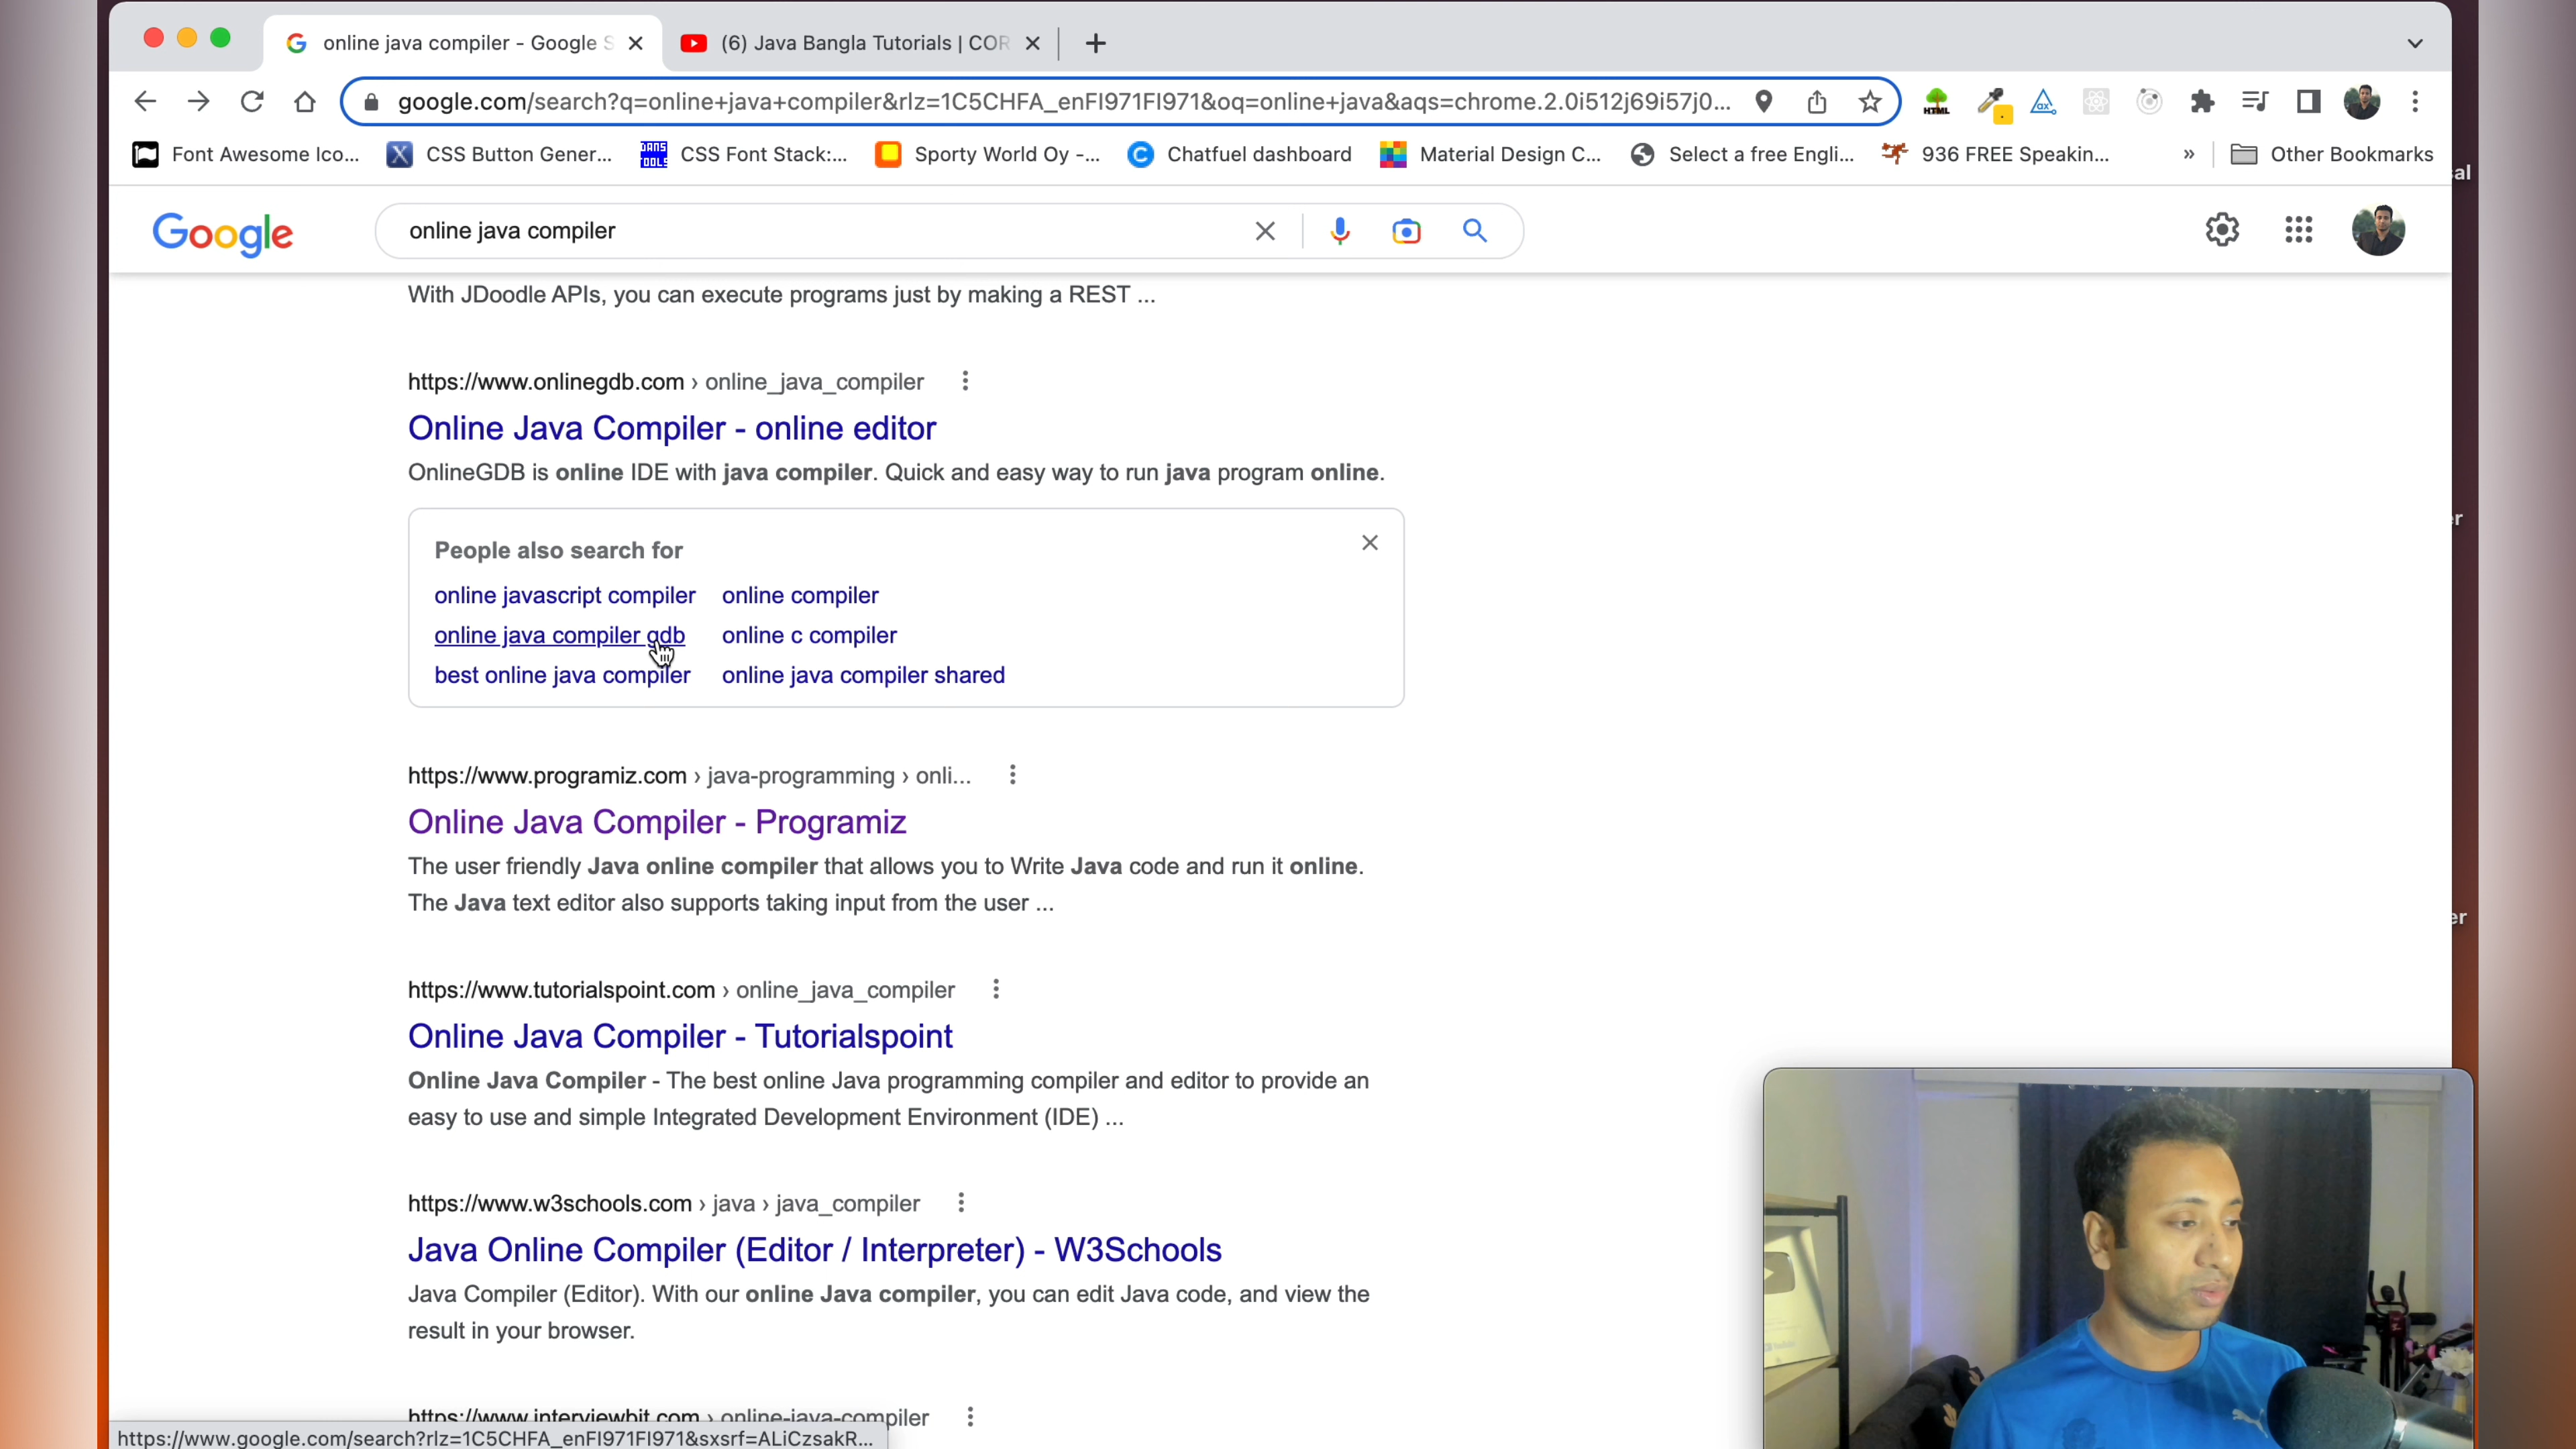 online java compiler - Google S
(6) Java Bangla Tutorials | COR
google.com/search?q=online+java+compiler&rlz=1C5CHFA_enFI971FI971&oq=online+java&aqs=chrome.2.0i512j69i57j0...
Font Awesome Ico...
CSS Button Gener...
CSS Font Stack:...
Sporty World Oy -...
Chatfuel dashboard
Material Design C...
Select a free Engli...
936 FREE Speakin...
»
Other Bookmarks
Google
online java compiler
With JDoodle APIs, you can execute programs just by making a REST ...
https://www.onlinegdb.com › online_java_compiler
Online Java Compiler - online editor
OnlineGDB is online IDE with java compiler. Quick and easy way to run java program online.
People also search for
online javascript compiler
online compiler
online java compiler gdb
online c compiler
best online java compiler
online java compiler shared
https://www.programiz.com › java-programming › onli...
Online Java Compiler - Programiz
The user friendly Java online compiler that allows you to Write Java code and run it online.
The Java text editor also supports taking input from the user ...
https://www.tutorialspoint.com › online_java_compiler
Online Java Compiler - Tutorialspoint
Online Java Compiler - The best online Java programming compiler and editor to provide an
easy to use and simple Integrated Development Environment (IDE) ...
https://www.w3schools.com › java › java_compiler
Java Online Compiler (Editor / Interpreter) - W3Schools
Java Compiler (Editor). With our online Java compiler, you can edit Java code, and view the
result in your browser.
https://www.interviewbit.com › online-java-compiler
https://www.google.com/search?rlz=1C5CHFA_enFI971FI971&sxsrf=ALiCzsakR...